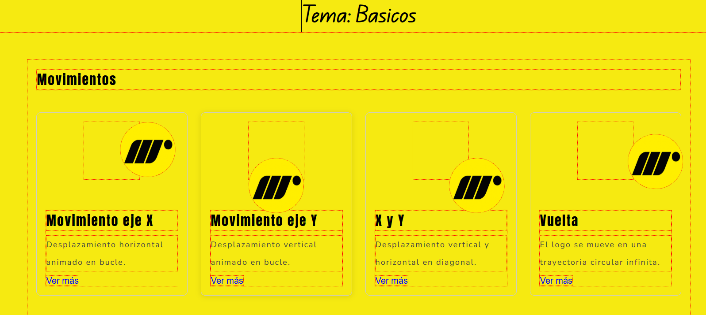 Tema: Basicos
Movimientos
Movimiento eje X
Desplazamiento horizontal
animado en bucle.
Ver más
Movimiento eje Y
Desplazamiento vertical
animado en bucle.
Ver más
X y Y
Desplazamiento vertical y
horizontal en diagonal.
Ver más
Vuelta
El logo se mueve en una
trayectoria circular infinita.
Ver más